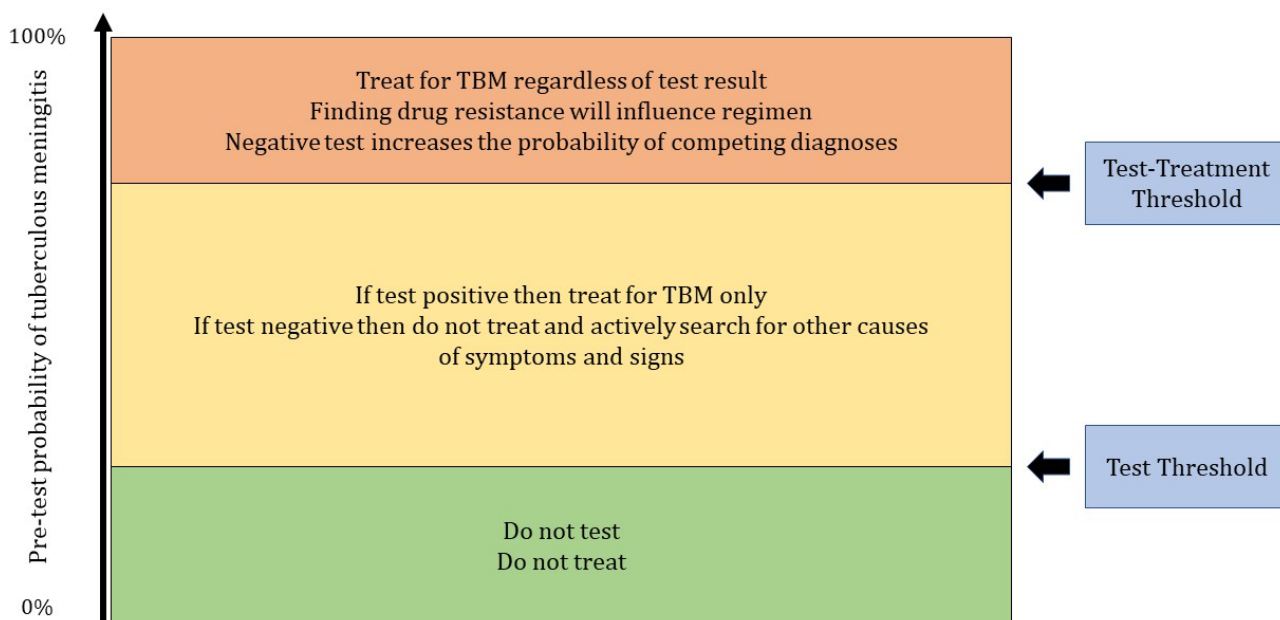 100%
Pre-test probability of tuberculous meningitis
0%
Treat for TBM regardless of test result
Finding drug resistance will influence regimen
Negative test increases the probability of competing diagnoses
Test-Treatment
Threshold
If test positive then treat for TBM only
If test negative then do not treat and actively search for other causes
of symptoms and signs
Test Threshold
Do not test
Do not treat